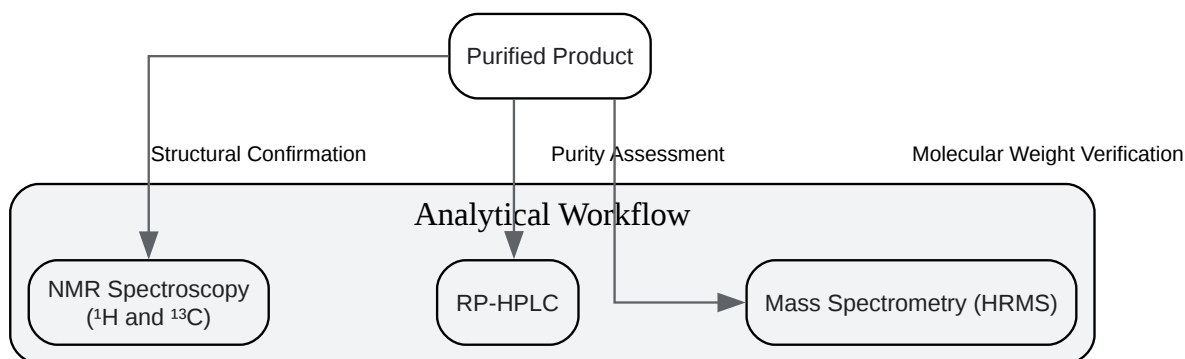 Purified Product
Structural Confirmation
Purity Assessment
Molecular Weight Verification
Analytical Workflow
NMR Spectroscopy
(¹H and ¹³C)
RP-HPLC
Mass Spectrometry (HRMS)